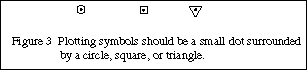 Figure 3 Plotting symbols should be a small dot surrounded
by a circle, square, or triangle.